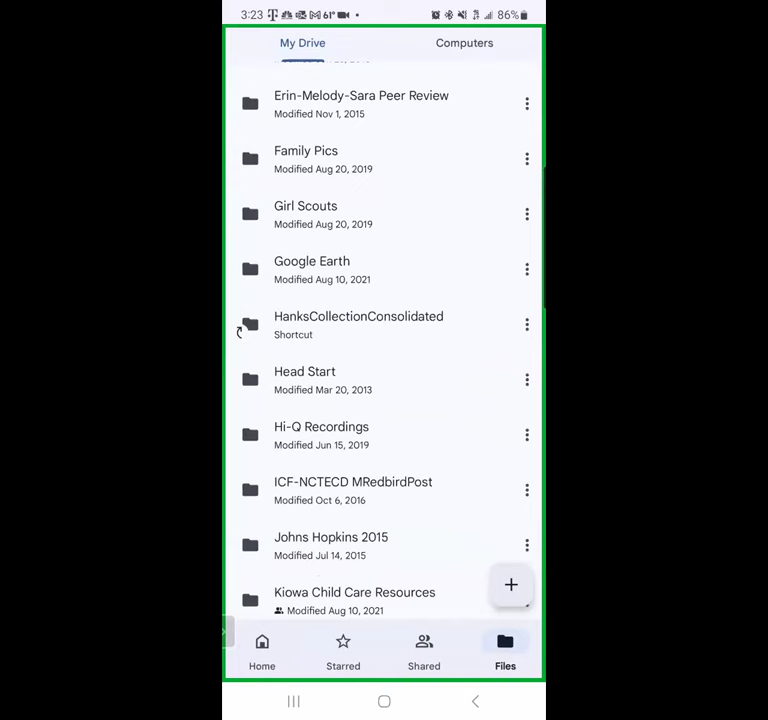 3:23 61° 86%
My Drive Computers
Erin-Melody-Sara Peer Review
Modified Nov 1, 2015
Family Pics
Modified Aug 20, 2019
Girl Scouts
Modified Aug 20, 2019
Google Earth
Modified Aug 10, 2021
HanksCollectionConsolidated
Shortcut
Head Start
Modified Mar 20, 2013
Hi-Q Recordings
Modified Jun 15, 2019
ICF-NCTECD MRedbirdPost
Modified Oct 6, 2016
Johns Hopkins 2015
Modified Jul 14, 2015
Kiowa Child Care Resources
Modified Aug 10, 2021
Home Starred Shared Files